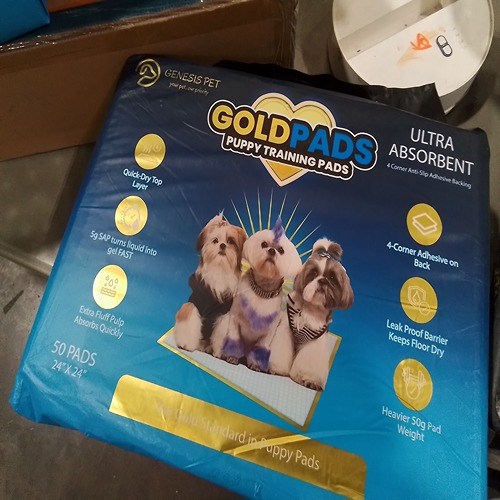 GENESIS PET
your pet, our priority
GOLDPADS
PUPPY TRAINING PADS
ULTRA
ABSORBENT
4 Corner Anti-Slip Adhesive Backing
Quick-Dry Top
Layer
5g SAP turns liquid into
gel FAST
Extra Fluff Pulp
Absorbs Quickly
50 PADS
24" X 24"
4-Corner Adhesive on
Back
Leak Proof Barrier
Keeps Floor Dry
Heavier 50g Pad
Weight
Standard in Puppy Pads